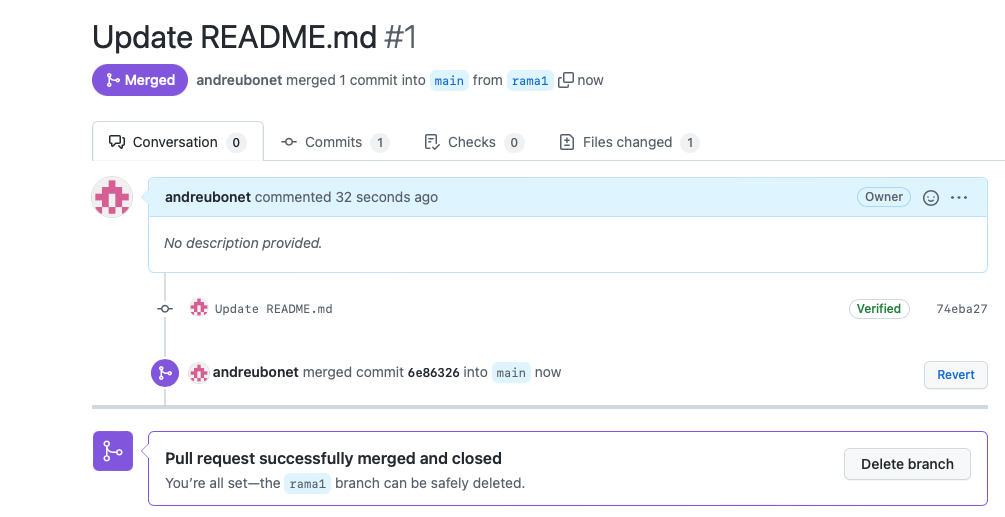 Update README.md #1
Merged andreubonet merged 1 commit into main from rama1 now
Conversation 0 Commits 1 Checks 0 Files changed 1
andreubonet commented 32 seconds ago Owner
No description provided.
Update README.md Verified 74eba27
andreubonet merged commit 6e86326 into main now Revert
Pull request successfully merged and closed
You're all set—the rama1 branch can be safely deleted.
Delete branch